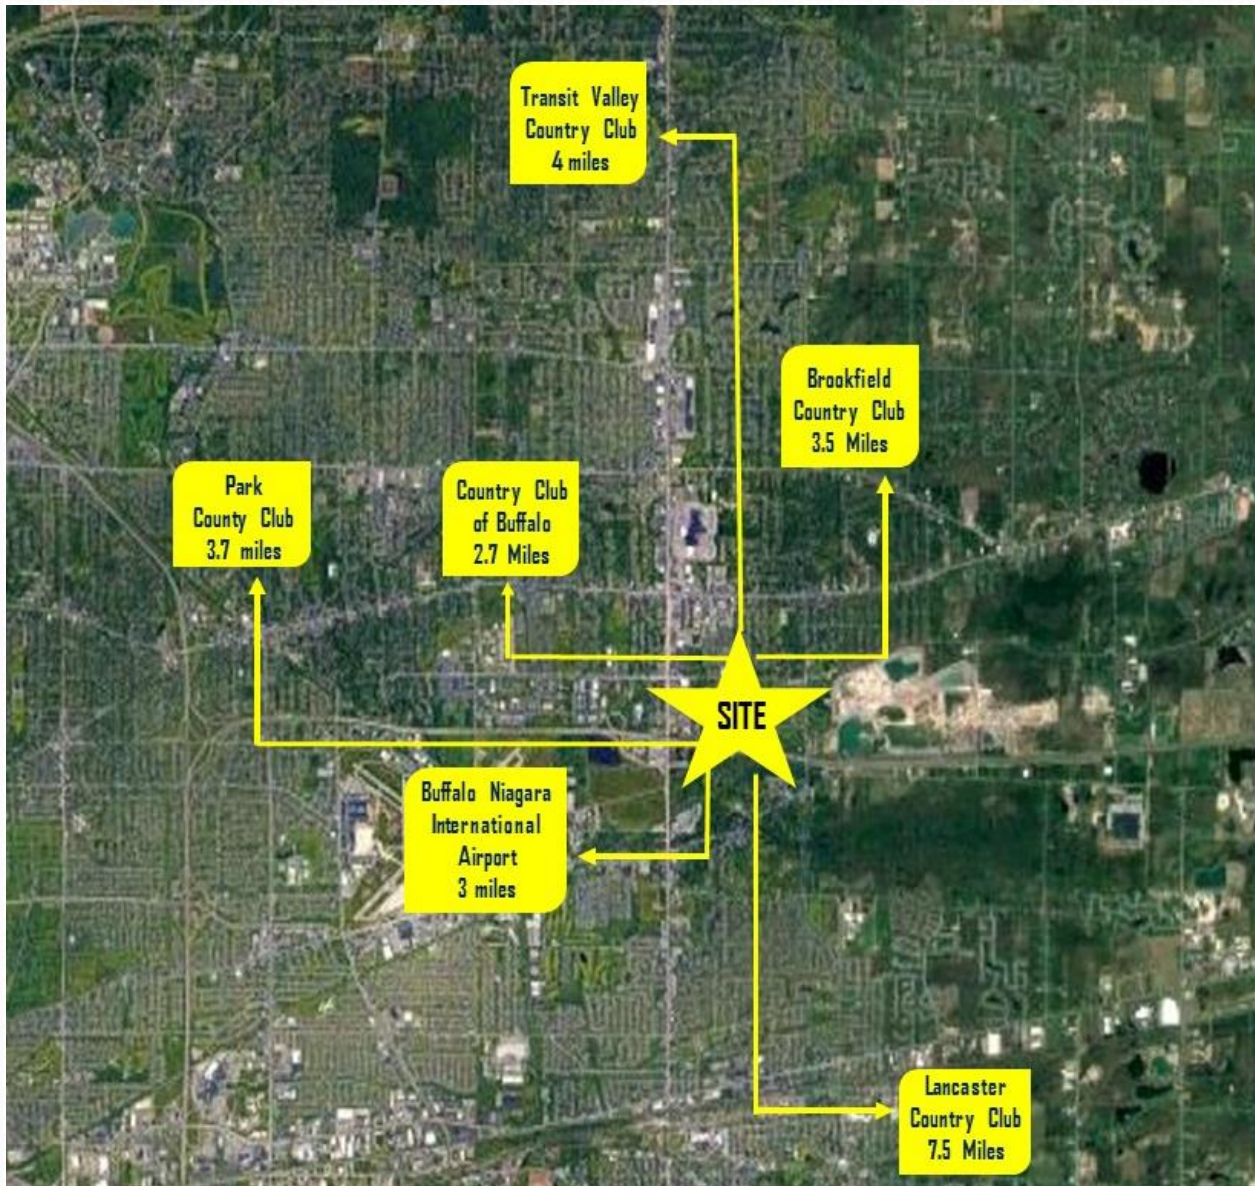 Transit Valley
Country Club
4 miles
Brookfield
Country Club
3.5 Miles
Park
County Club
3.7 miles
Country Club
of Buffalo
2.7 Miles
SITE
Buffalo Niagara
International
Airport
3 miles
Lancaster
Country Club
7.5 Miles